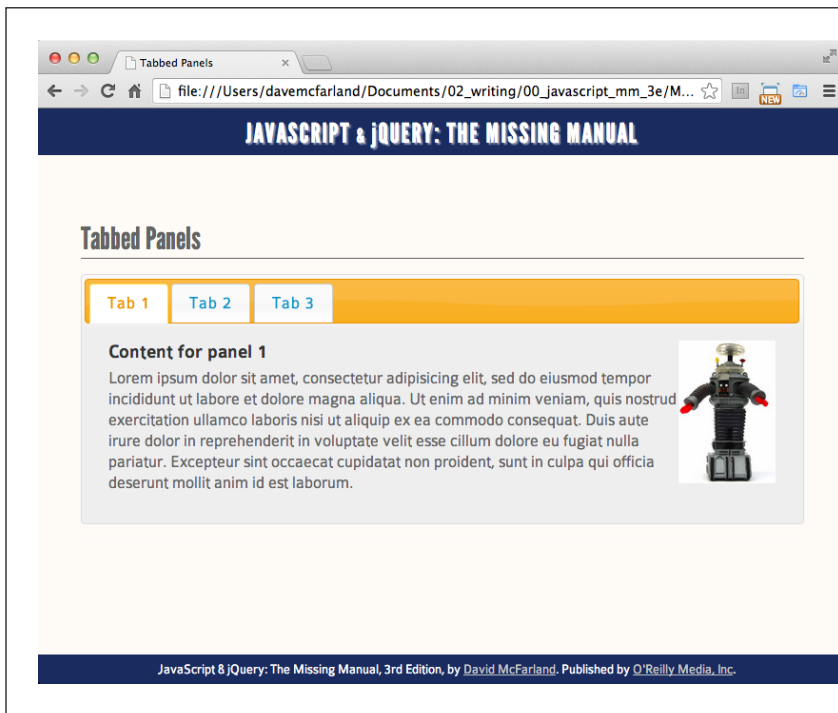 Tabbed Panels
file:///Users/davemcfarland/Documents/02_writing/00_javascript_mm_3e/M...
NEW
JAVASCRIPT & jQUERY: THE MISSING MANUAL
Tabbed Panels
Tab 1 Tab 2 Tab 3
Content for panel 1
Lorem ipsum dolor sit amet, consectetur adipisicing elit, sed do eiusmod tempor
incididunt ut labore et dolore magna aliqua. Ut enim ad minim veniam, quis nostrud
exercitation ullamco laboris nisi ut aliquip ex ea commodo consequat. Duis aute
irure dolor in reprehenderit in voluptate velit esse cillum dolore eu fugiat nulla
pariatur. Excepteur sint occaecat cupidatat non proident, sunt in culpa qui officia
deserunt mollit anim id est laborum.
JavaScript & jQuery: The Missing Manual, 3rd Edition, by David McFarland. Published by O'Reilly Media, Inc.